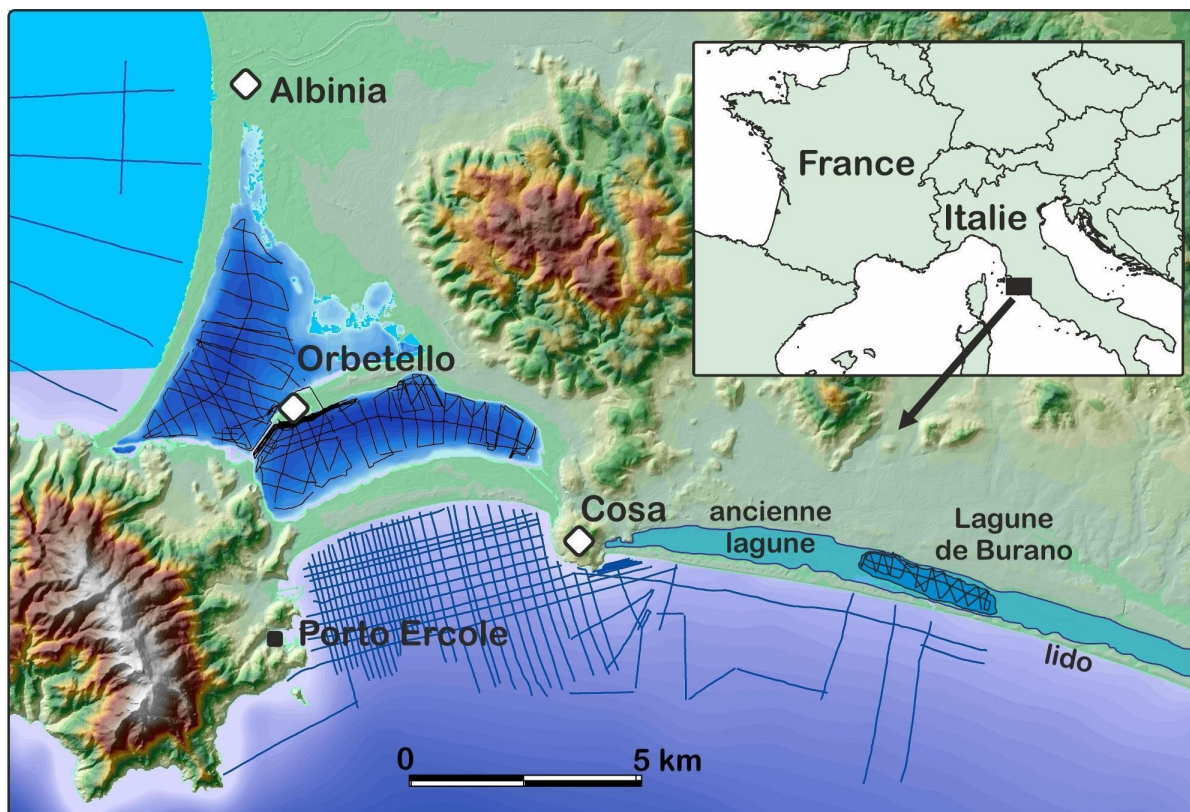 Albinia
France
Italie
Orbetello
Cosa
ancienne
lagune
Lagune
de Burano
Porto Ercole
lido
0
5 km